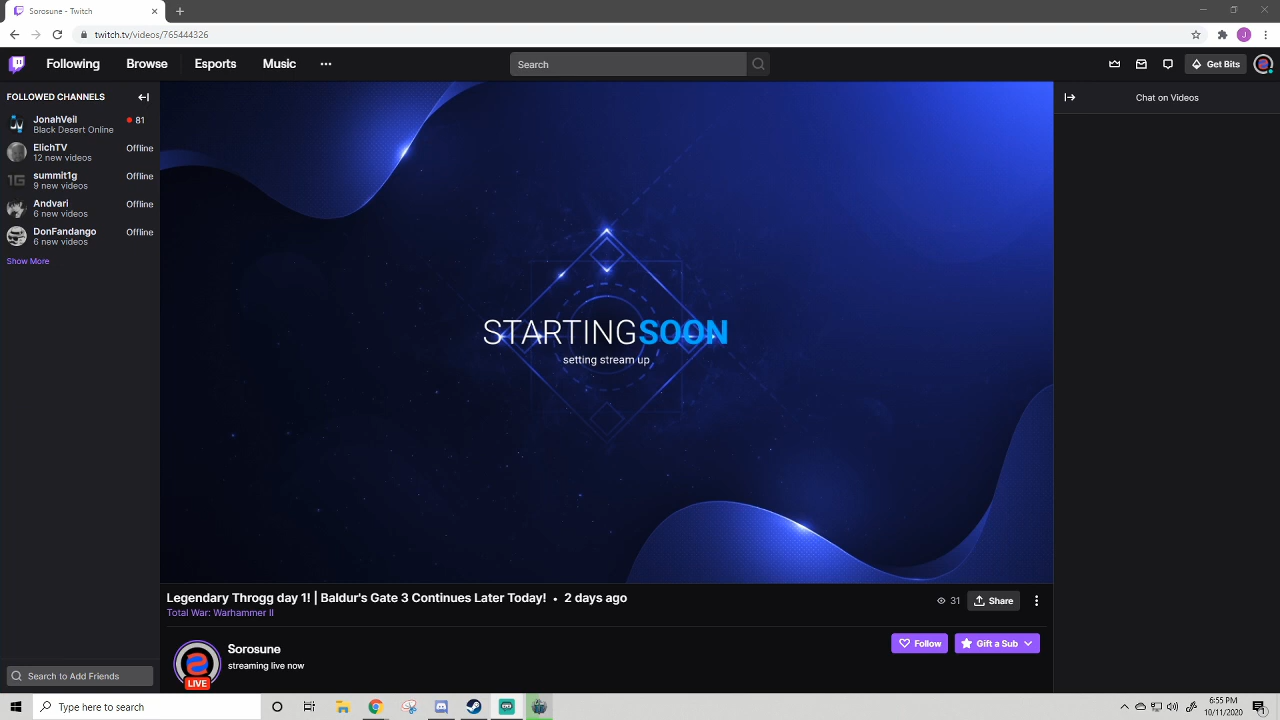 Sorosune - Twitch
twitch.tv/videos/765444326
J
Following
Browse
Esports
Music
Search
Get Bits
FOLLOWED CHANNELS
JonahVeil
81
Black Desert Online
ElichTV
Offline
12 new videos
1G
summit1g
Offline
9 new videos
Andvari
Offline
6 new videos
DonFandango
Offline
6 new videos
Show More
Chat on Videos
STARTINGSOON
setting stream up
Legendary Throgg day 1! | Baldur's Gate 3 Continues Later Today! • 2 days ago
Total War: Warhammer II
31
Share
Sorosune
streaming live now
LIVE
Follow
Gift a Sub
Search to Add Friends
Type here to search
6:55 PM
10/11/2020
1